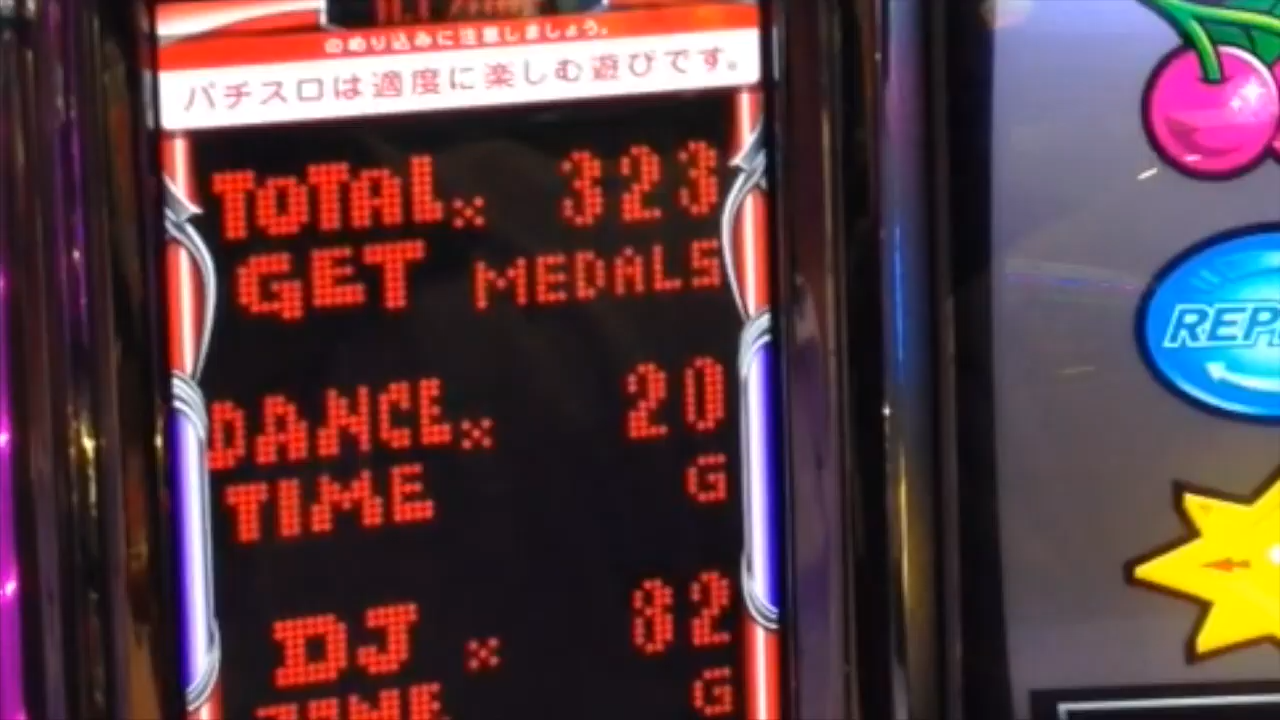 のめり込みに注意しましょう。
パチスロは適度に楽しむ遊びです。
TOTAL× 323
GET MEDALS
DANCE× 20
TIME G
DJ × 32
TIME G